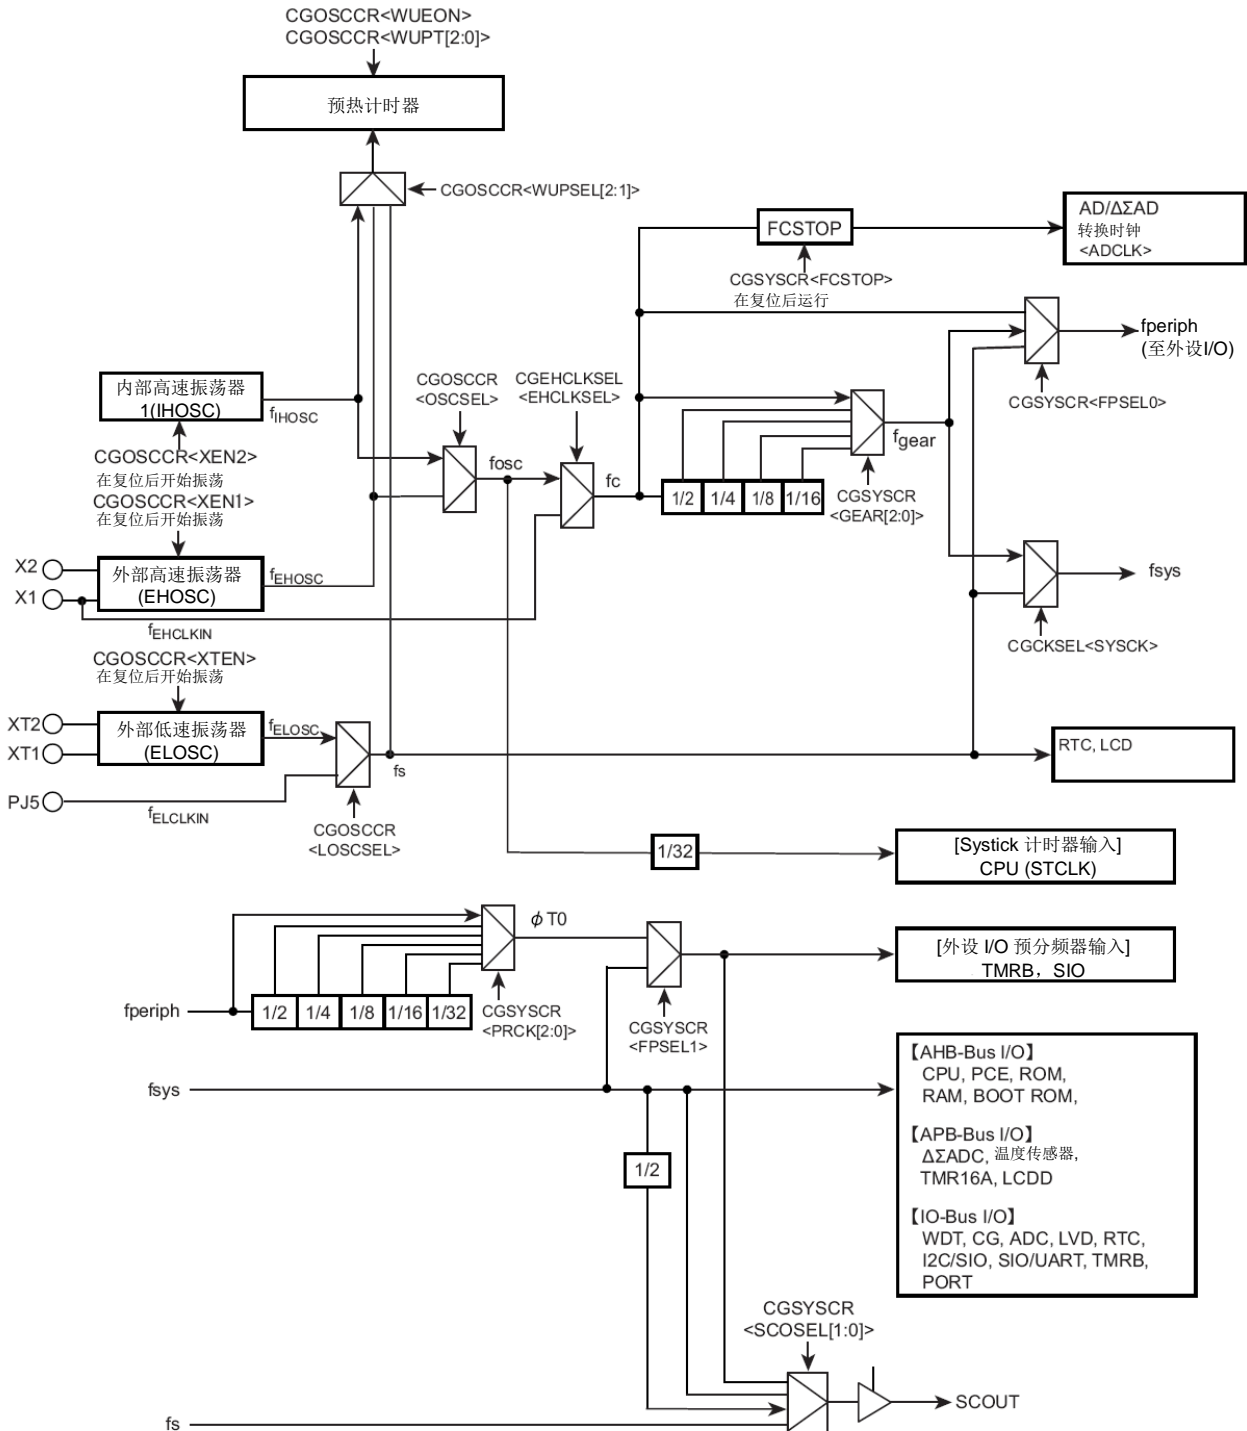 CGOSCCR<WUEON>
CGOSCCR<WUPT[2:0]>
预热计时器
CGOSCCR<WUPSEL[2:1]>
FCSTOP
AD/ΔΣAD
转换时钟
<ADCLK>
CGSYSCR<FCSTOP>
在复位后运行
fperiph
(至外设I/O)
CGSYSCR<FPSEL0>
内部高速振荡器
1(IHOSC)
fIHOSC
CGOSCCR
<OSCSEL>
CGEHCLKSEL
<EHCLKSEL>
CGOSCCR<XEN2>
在复位后开始振荡
CGOSCCR<XEN1>
在复位后开始振荡
fosc
fc
1/2
1/4
1/8
1/16
fgear
CGSYSCR
<GEAR[2:0]>
X2
X1
外部高速振荡器
(EHOSC)
fEHOSC
fEHCLKIN
fsys
CGCKSEL<SYSCK>
CGOSCCR<XTEN>
在复位后开始振荡
XT2
XT1
外部低速振荡器
(ELOSC)
fELOSC
fs
RTC, LCD
PJ5
fELCLKIN
CGOSCCR
<LOSCSEL>
1/32
[Systick 计时器输入]
CPU (STCLK)
ϕT0
[外设 I/O 预分频器输入]
TMRB，SIO
fperiph
1/2
1/4
1/8
1/16
1/32
CGSYSCR
<PRCK[2:0]>
CGSYSCR
<FPSEL1>
fsys
【AHB-Bus I/O】
CPU, PCE, ROM,
RAM, BOOT ROM,
【APB-Bus I/O】
ΔΣADC, 温度传感器,
TMR16A, LCDD
【IO-Bus I/O】
WDT, CG, ADC, LVD, RTC,
I2C/SIO, SIO/UART, TMRB,
PORT
1/2
CGSYSCR
<SCOSEL[1:0]>
SCOUT
fs